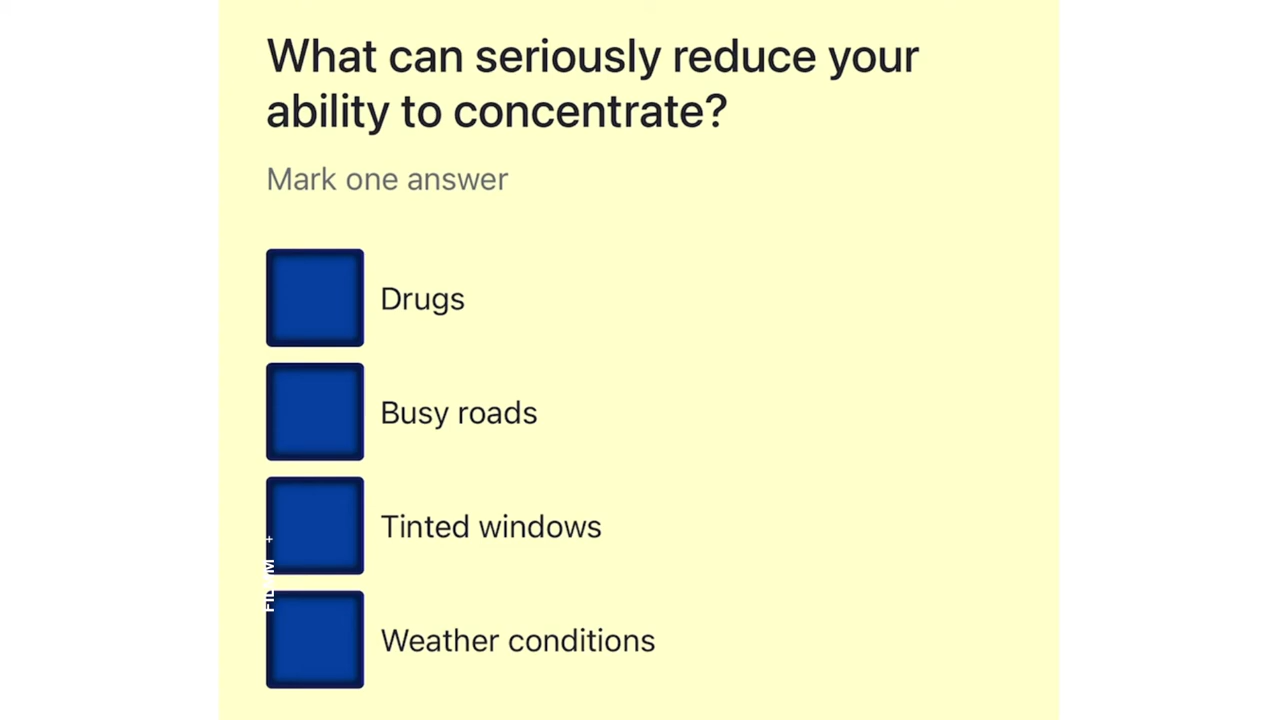 What can seriously reduce your
ability to concentrate?
Mark one answer
Drugs
Busy roads
Tinted windows
Weather conditions